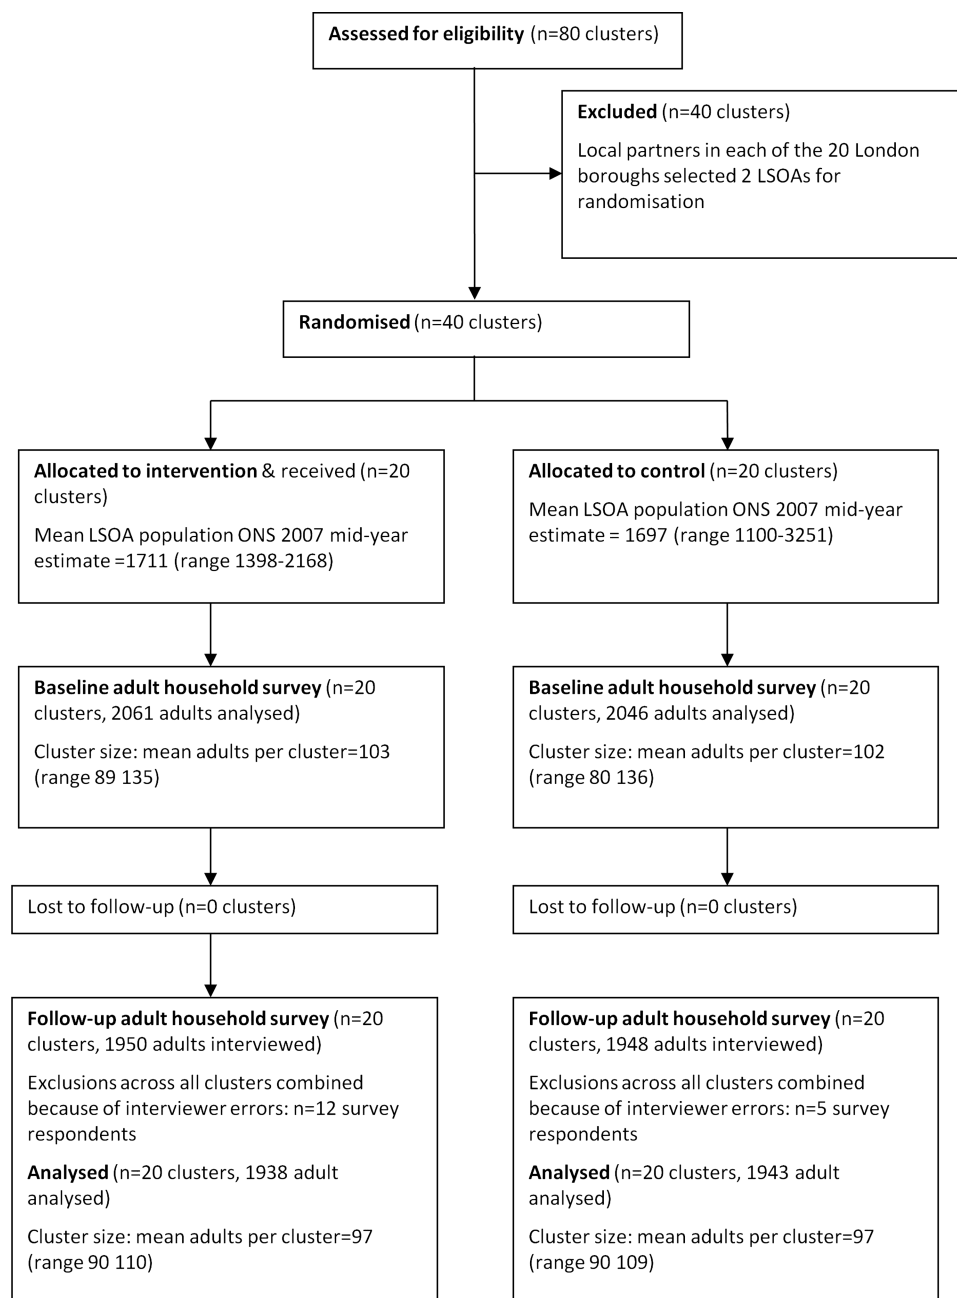 Assessed for eligibility (n=80 clusters)
Excluded (n=40 clusters)
Local partners in each of the 20 London
boroughs selected 2 LSOAs for
randomisation
Randomised (n=40 clusters)
Allocated to intervention & received (n=20
clusters)
Mean LSOA population ONS 2007 mid-year
estimate =1711 (range 1398-2168)
Allocated to control (n=20 clusters)
Mean LSOA population ONS 2007 mid-year
estimate = 1697 (range 1100-3251)
Baseline adult household survey (n=20
clusters, 2061 adults analysed)
Cluster size: mean adults per cluster=103
(range 89 135)
Baseline adult household survey (n=20
clusters, 2046 adults analysed)
Cluster size: mean adults per cluster=102
(range 80 136)
Lost to follow-up (n=0 clusters)
Lost to follow-up (n=0 clusters)
Follow-up adult household survey (n=20
clusters, 1950 adults interviewed)
Exclusions across all clusters combined
because of interviewer errors: n=12 survey
respondents
Analysed (n=20 clusters, 1938 adult
analysed)
Cluster size: mean adults per cluster=97
(range 90 110)
Follow-up adult household survey (n=20
clusters, 1948 adults interviewed)
Exclusions across all clusters combined
because of interviewer errors: n=5 survey
respondents
Analysed (n=20 clusters, 1943 adult
analysed)
Cluster size: mean adults per cluster=97
(range 90 109)